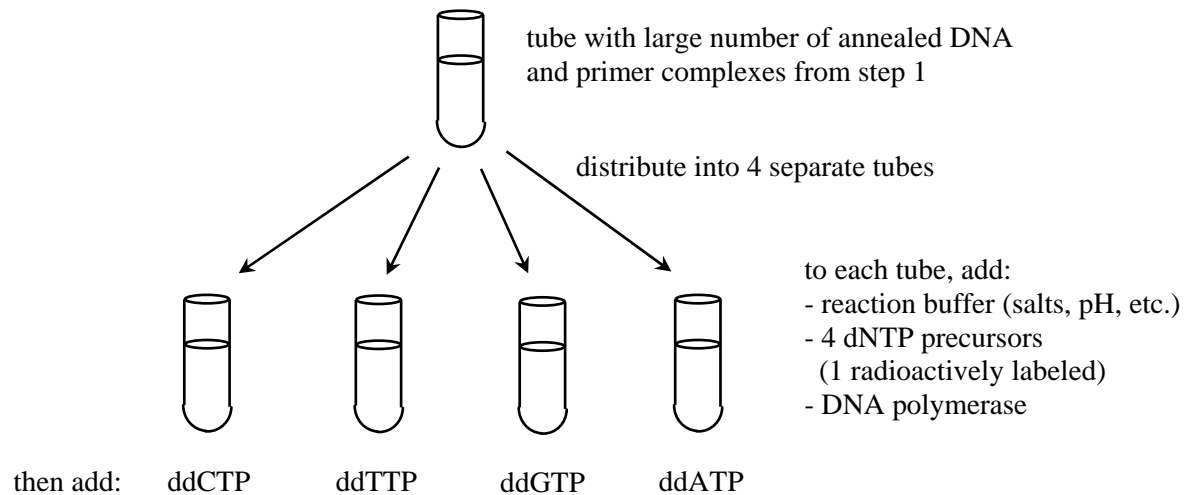 tube with large number of annealed DNA
and primer complexes from step 1
distribute into 4 separate tubes
to each tube, add:
- reaction buffer (salts, pH, etc.)
- 4 dNTP precursors
(1 radioactively labeled)
- DNA polymerase
then add: ddCTP ddTTP ddGTP ddATP